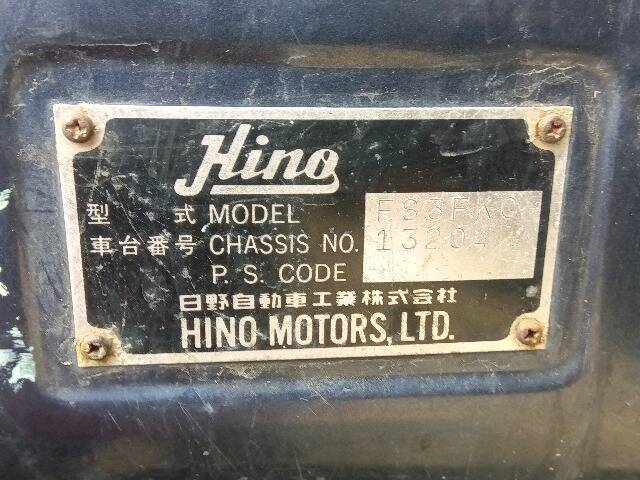 Hino
型 式 MODEL FS3FKC
車台番号 CHASSIS NO.
P. S. CODE
日野自動車工業株式会社
HINO MOTORS, LTD.